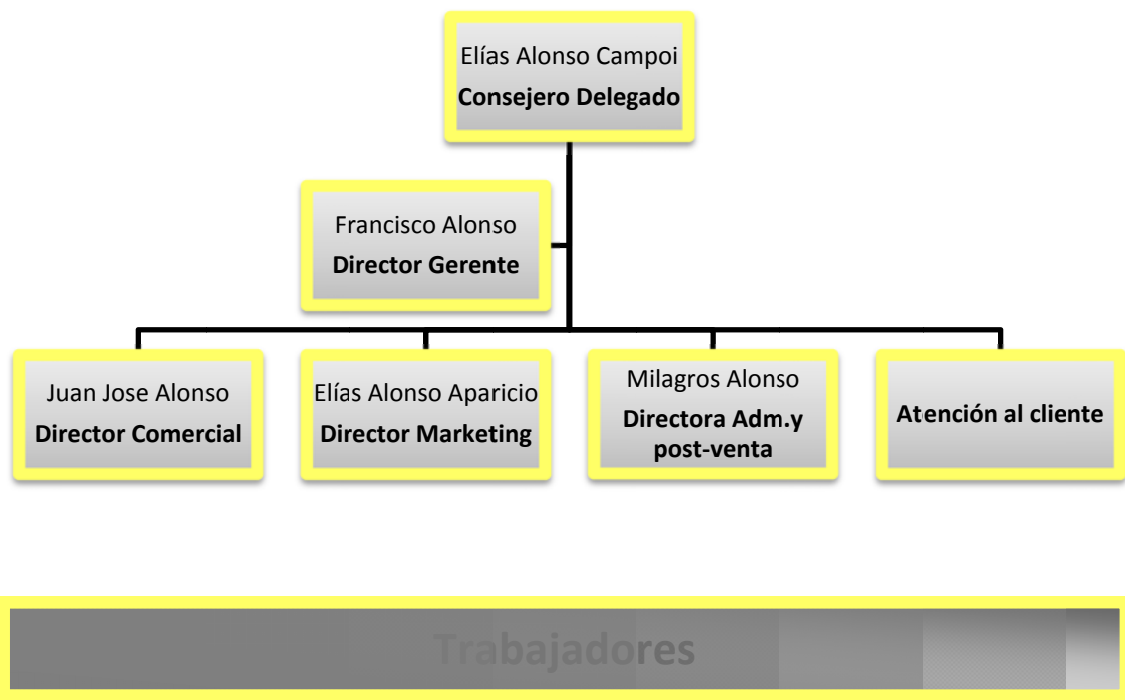 Elías Alonso Campoi
Consejero Delegado
Francisco Alonso
Director Gerente
Juan Jose Alonso
Director Comercial
Elías Alonso Aparicio
Director Marketing
Milagros Alonso
Directora Adm.y
post-venta
Atención al cliente
Trabajadores